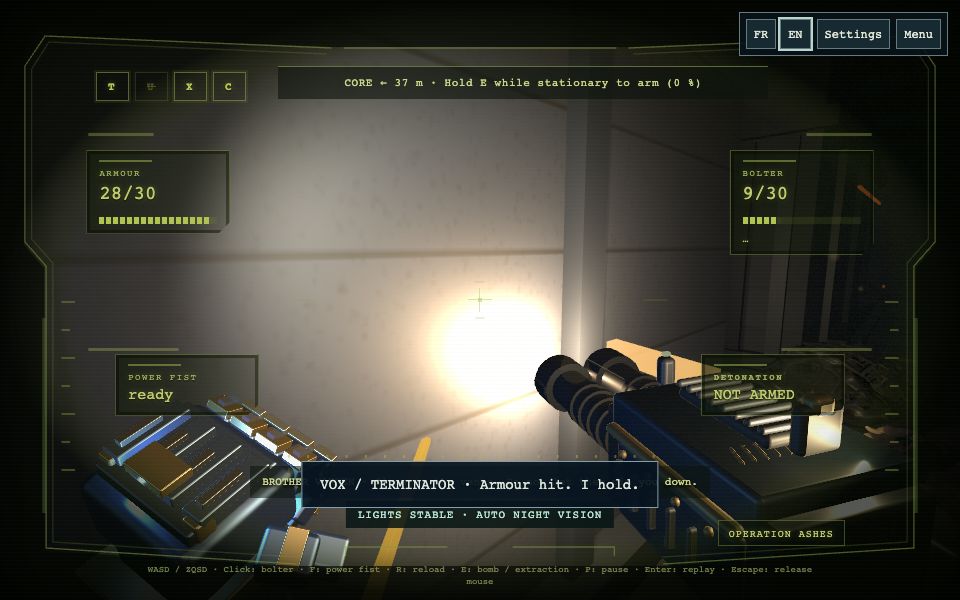 FR EN Settings Menu
T X C
CORE ← 37 m · Hold E while stationary to arm (0 %)
ARMOUR
28/30
BOLTER
9/30
…
POWER FIST
ready
DETONATION
NOT ARMED
VOX / TERMINATOR · Armour hit. I hold.
BROTHE
down.
LIGHTS STABLE · AUTO NIGHT VISION
OPERATION ASHES
WASD / ZQSD · Click: bolter · F: power fist · R: reload · E: bomb / extraction · P: pause · Enter: replay · Escape: release
mouse